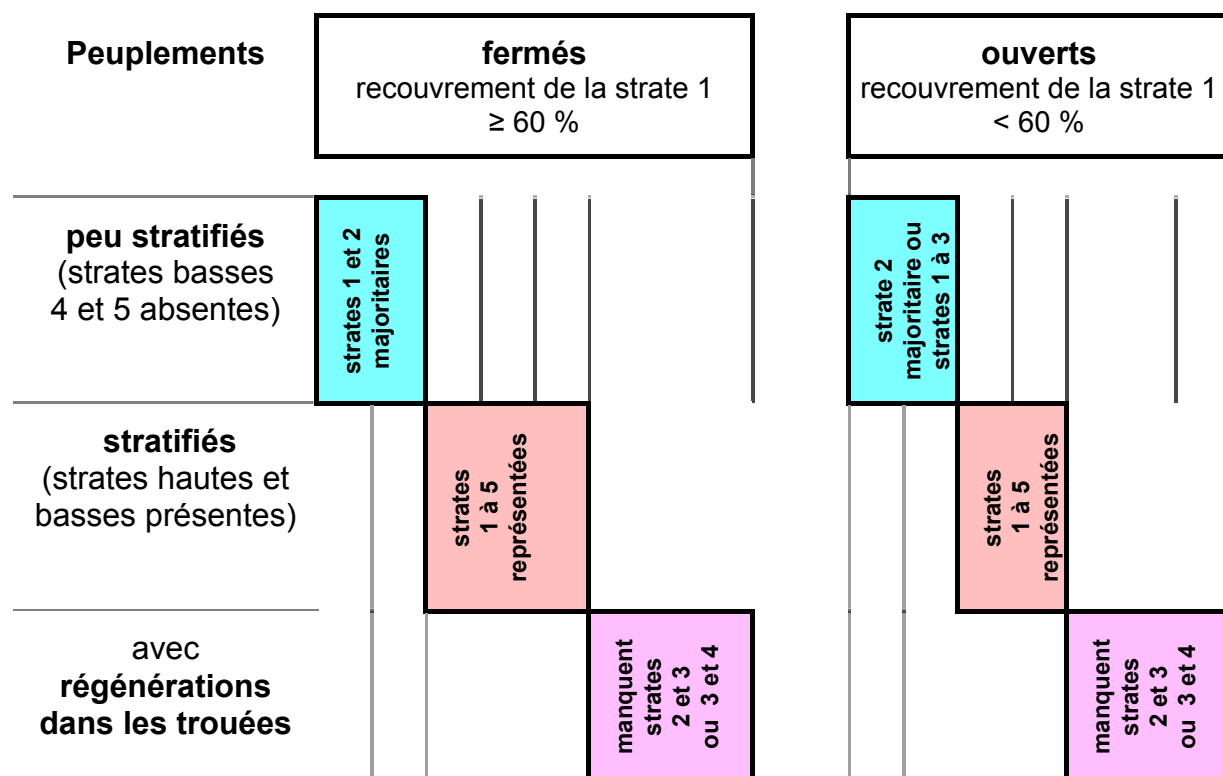 Peuplements
fermés
recouvrement de la strate 1
≥ 60 %
ouverts
recouvrement de la strate 1
< 60 %
peu stratifiés
(strates basses
4 et 5 absentes)
strates 1 et 2
majoritaires
strate 2
majoritaire ou
strates 1 à 3
stratifiés
(strates hautes et
basses présentes)
strates
1 à 5
représentées
strates
1 à 5
représentées
avec
régénérations
dans les trouées
manquent
strates
2 et 3
ou 3 et 4
manquent
strates
2 et 3
ou 3 et 4